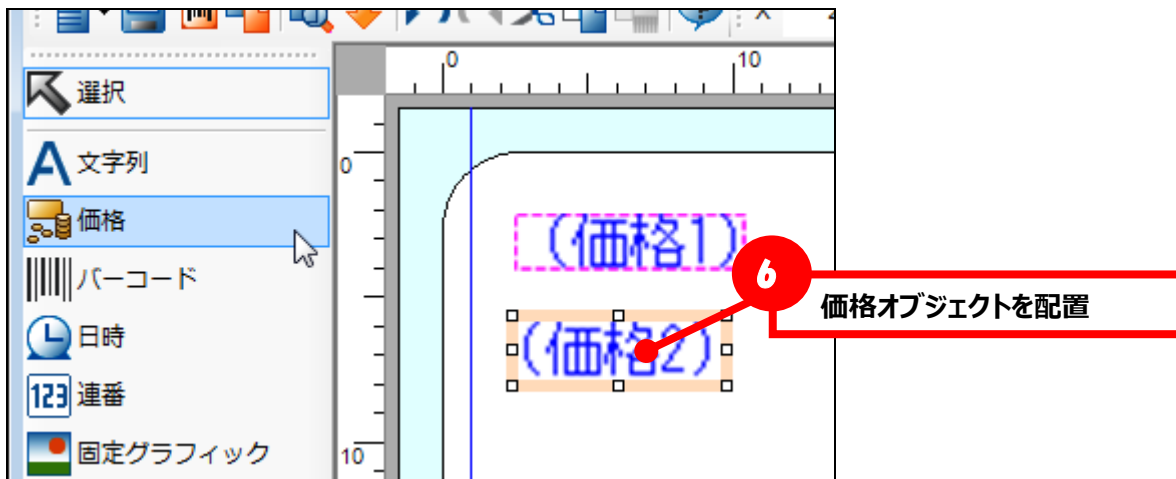 X
0
10
選択
文字列
0
価格
(価格1)
6
価格オブジェクトを配置
バーコード
(価格2)
日時
123 連番
固定グラフィック
10